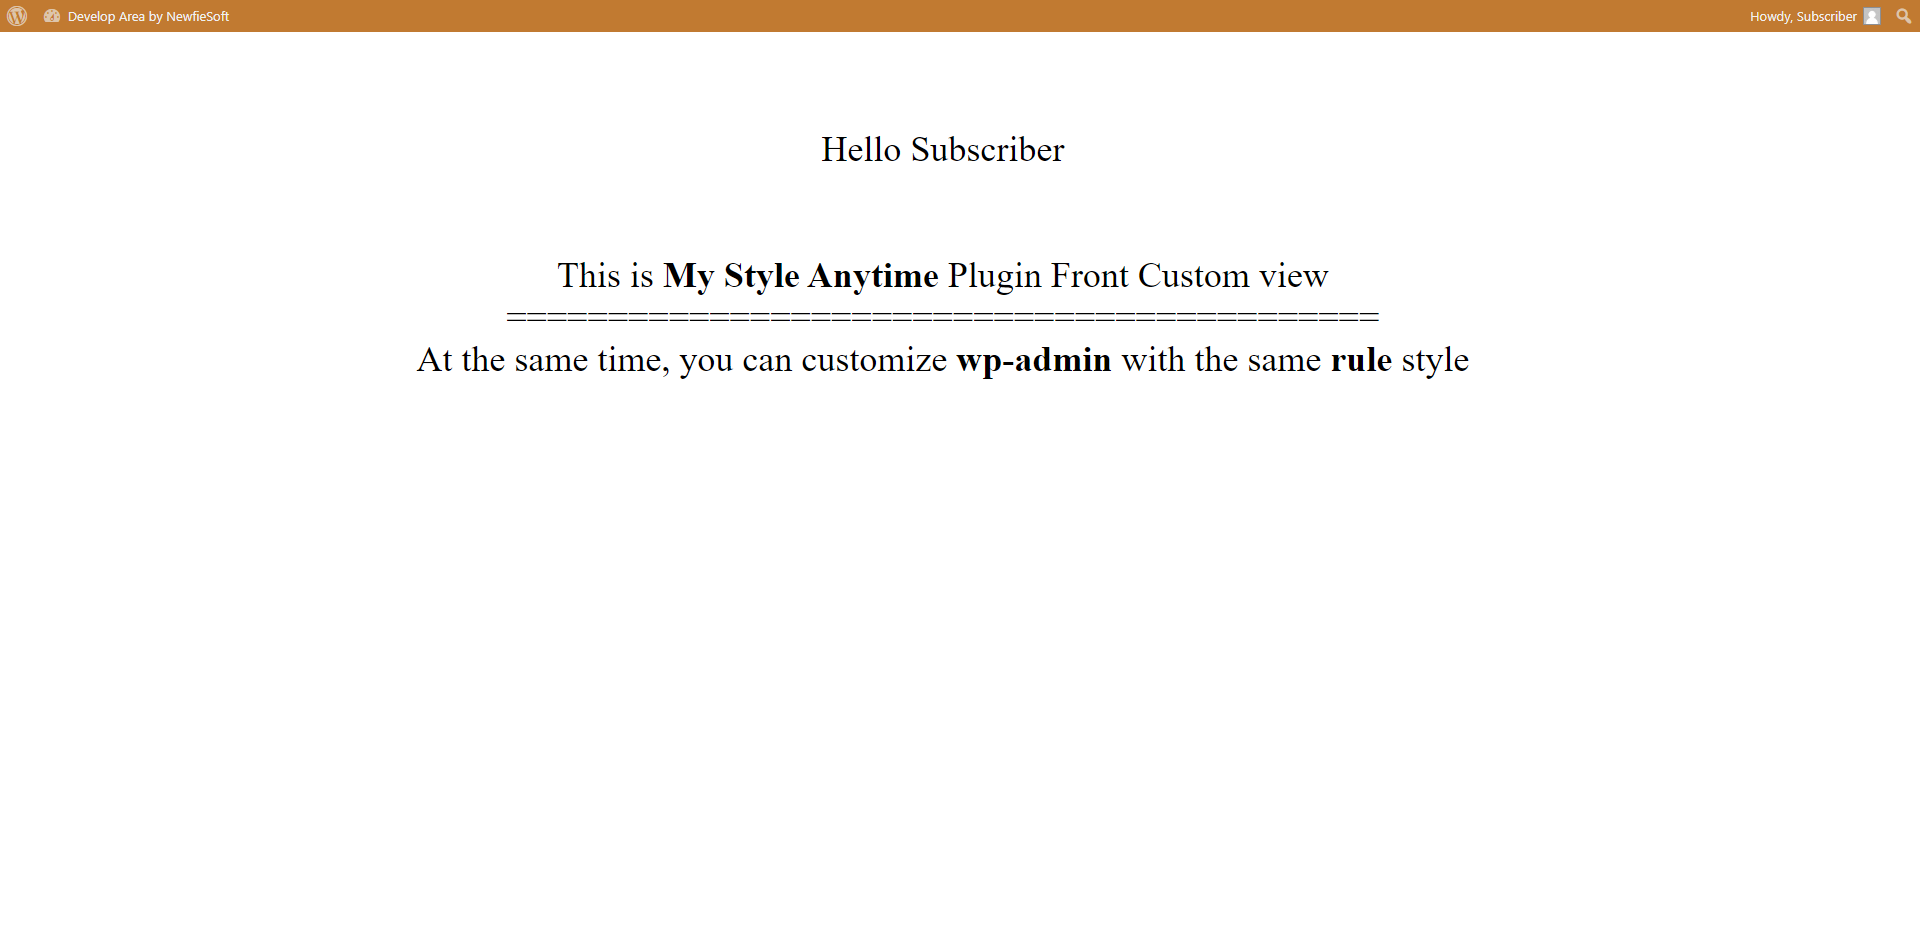 Develop Area by NewfieSoft
Howdy, Subscriber
Hello Subscriber
This is My Style Anytime Plugin Front Custom view
===========================================
At the same time, you can customize wp-admin with the same rule style